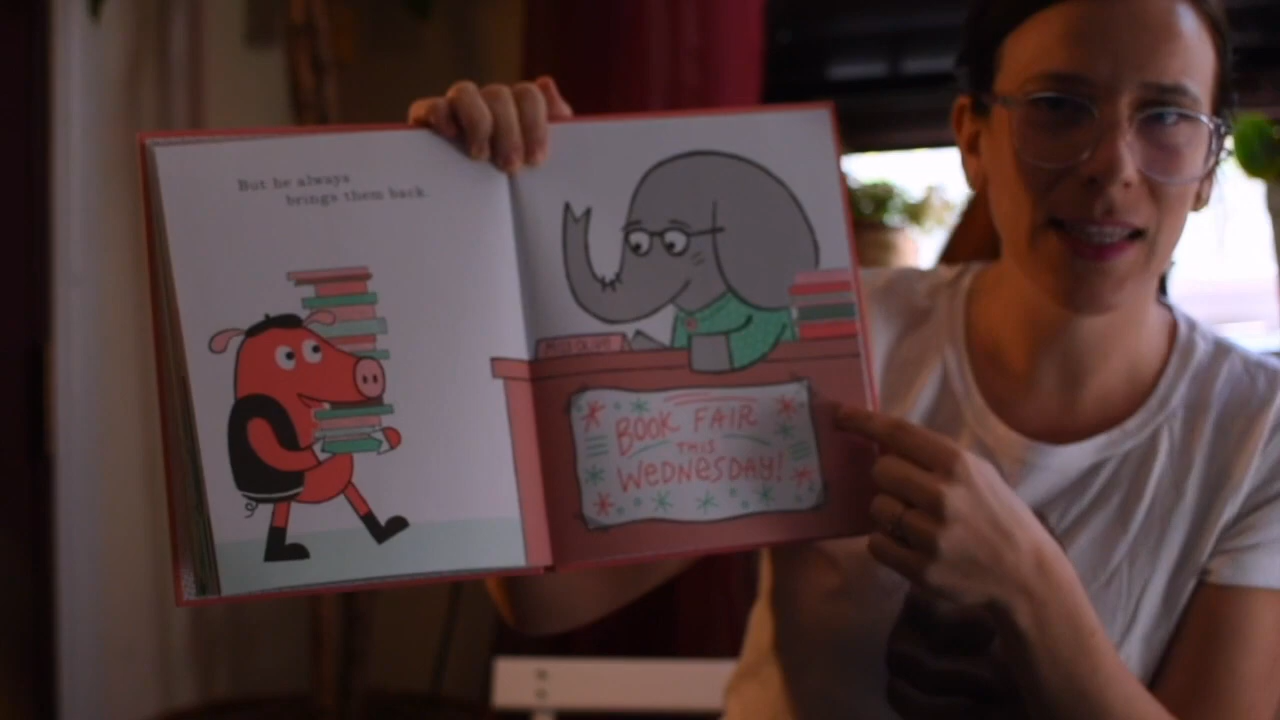 But he always
brings them back.
BOOK FAIR
THIS
WEDNESDAY!